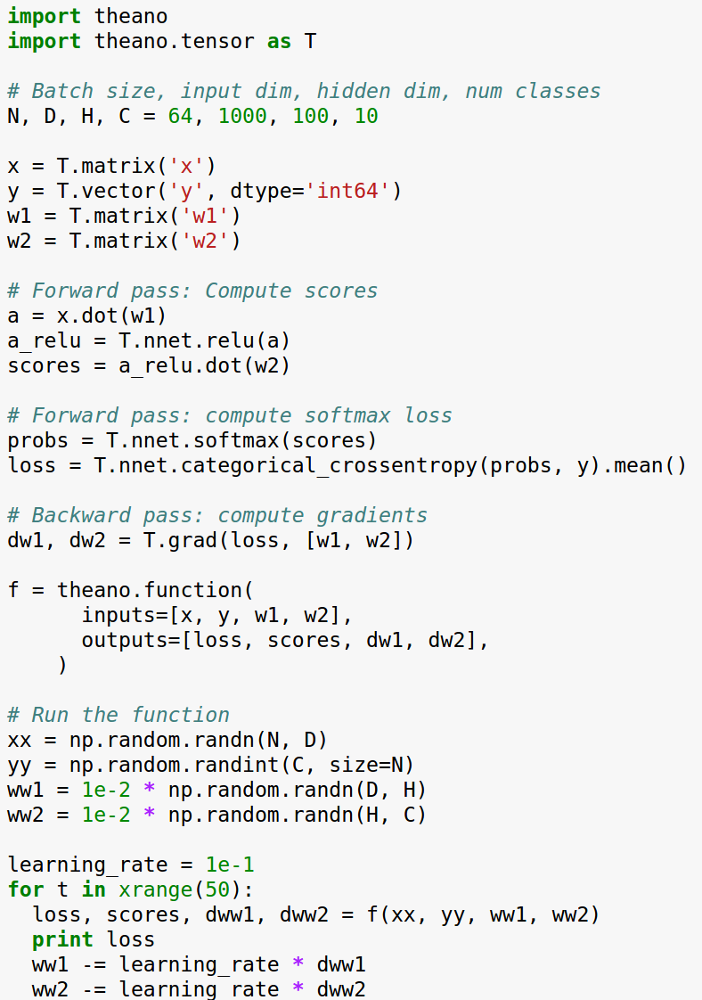 import theano
import theano.tensor as T

# Batch size, input dim, hidden dim, num classes
N, D, H, C = 64, 1000, 100, 10

x = T.matrix('x')
y = T.vector('y', dtype='int64')
w1 = T.matrix('w1')
w2 = T.matrix('w2')

# Forward pass: Compute scores
a = x.dot(w1)
a_relu = T.nnet.relu(a)
scores = a_relu.dot(w2)

# Forward pass: compute softmax loss
probs = T.nnet.softmax(scores)
loss = T.nnet.categorical_crossentropy(probs, y).mean()

# Backward pass: compute gradients
dw1, dw2 = T.grad(loss, [w1, w2])

f = theano.function(
      inputs=[x, y, w1, w2],
      outputs=[loss, scores, dw1, dw2],
    )

# Run the function
xx = np.random.randn(N, D)
yy = np.random.randint(C, size=N)
ww1 = 1e-2 * np.random.randn(D, H)
ww2 = 1e-2 * np.random.randn(H, C)

learning_rate = 1e-1
for t in xrange(50):
  loss, scores, dww1, dww2 = f(xx, yy, ww1, ww2)
  print loss
  ww1 -= learning_rate * dww1
  ww2 -= learning_rate * dww2